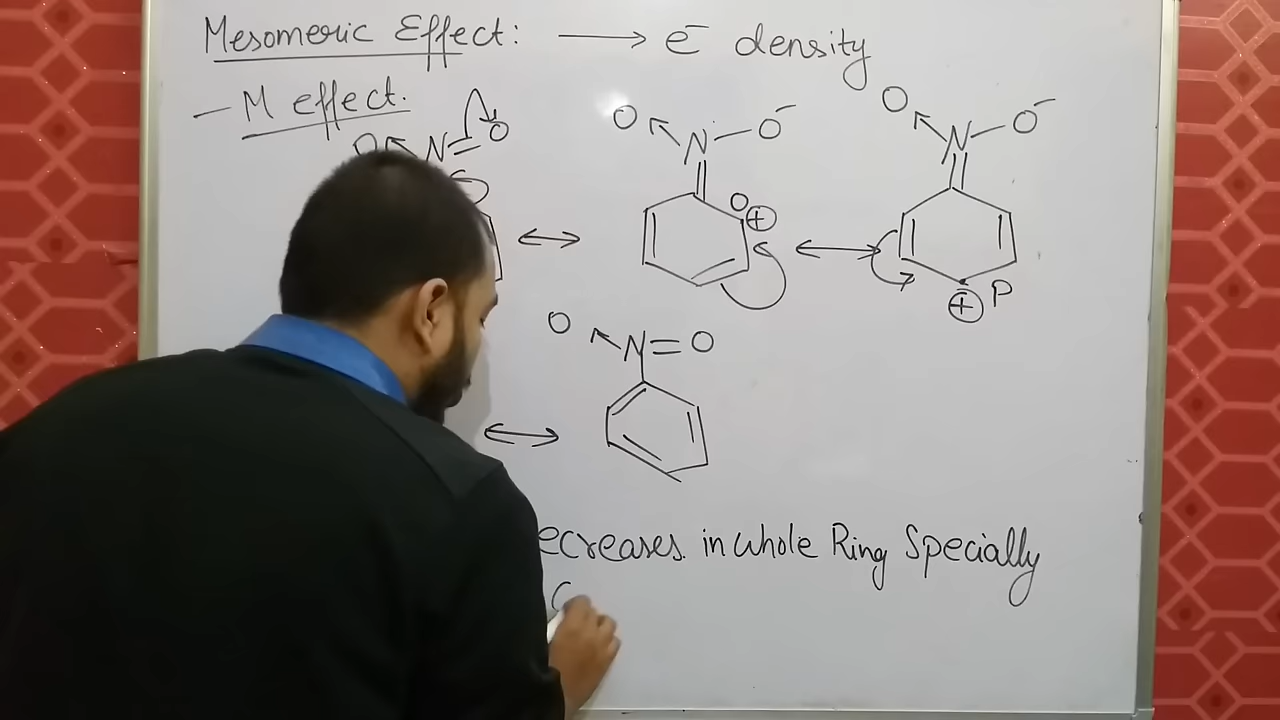 Mesomeric Effect: → e⁻ density
- M effect.
O N = O
O N - O⁻
O N - O⁻
O ⊕
⊕ P
O N = O
ecreases in whole Ring Specially